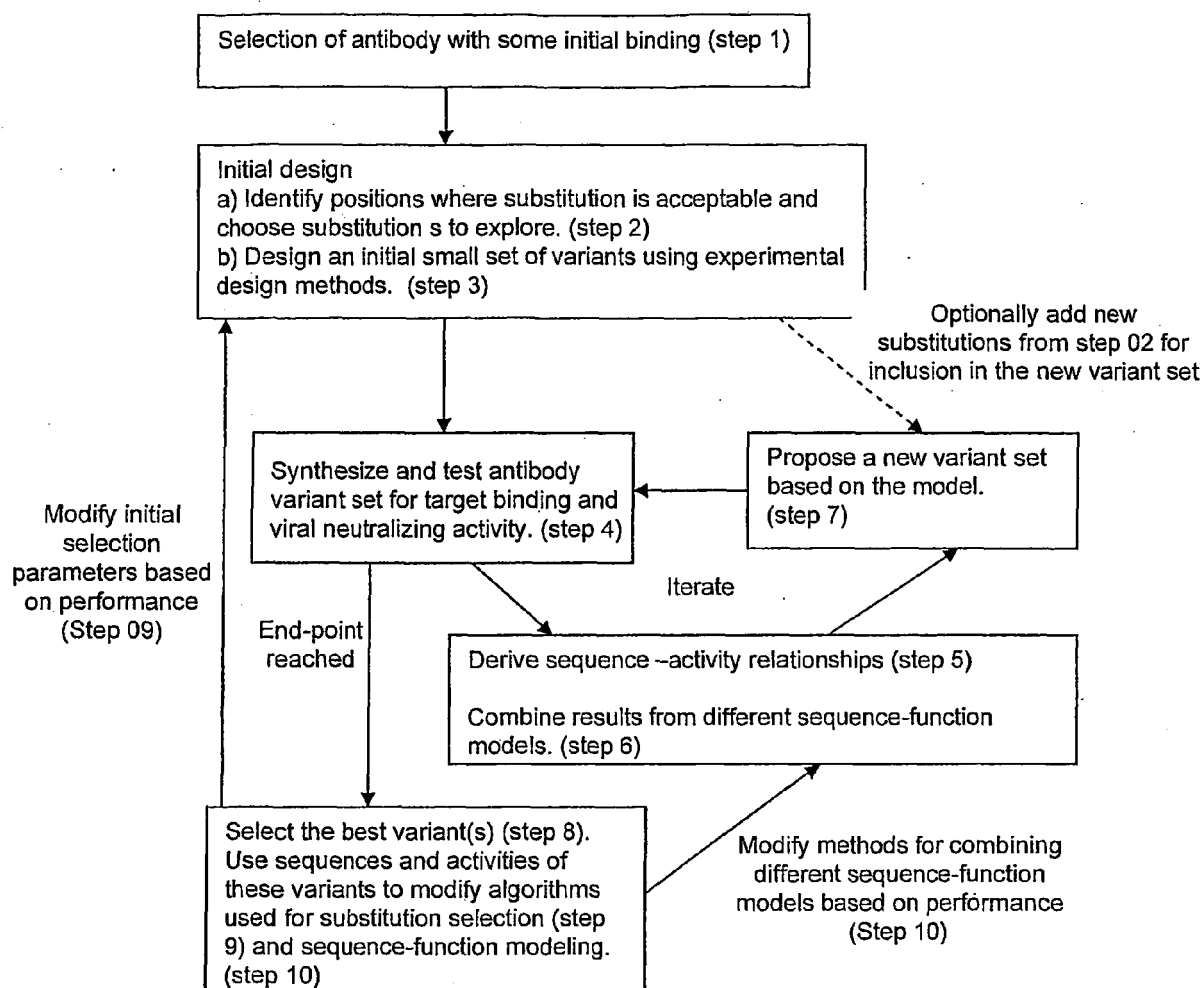 Selection of antibody with some initial binding (step 1)
Initial design
a) Identify positions where substitution is acceptable and
choose substitution s to explore. (step 2)
b) Design an initial small set of variants using experimental
design methods. (step 3)
Optionally add new
substitutions from step 02 for
inclusion in the new variant set
Synthesize and test antibody
variant set for target binding and
viral neutralizing activity. (step 4)
Propose a new variant set
based on the model.
(step 7)
Modify initial
selection
parameters based
on performance
(Step 09)
Iterate
End-point
reached
Derive sequence –activity relationships (step 5)
Combine results from different sequence-function
models. (step 6)
Select the best variant(s) (step 8).
Use sequences and activities of
these variants to modify algorithms
used for substitution selection (step
9) and sequence-function modeling.
(step 10)
Modify methods for combining
different sequence-function
models based on performance
(Step 10)